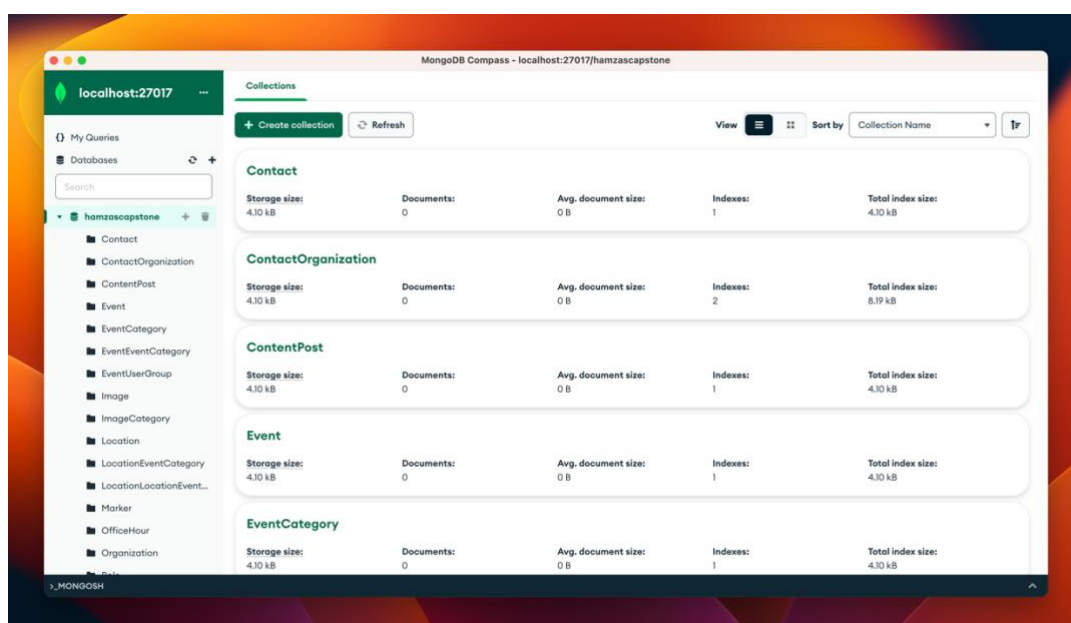 MongoDB Compass - localhost:27017/hamzascapstone
localhost:27017 ...
{} My Queries
Databases
Search
hamzascapstone
Contact
ContactOrganization
ContentPost
Event
EventCategory
EventEventCategory
EventUserGroup
Image
ImageCategory
Location
LocationEventCategory
LocationLocationEvent...
Marker
OfficeHour
Organization
Collections
+ Create collection Refresh View Sort by Collection Name
Contact
Storage size: Documents: Avg. document size: Indexes: Total index size:
4.10 kB 0 0 B 1 4.10 kB
ContactOrganization
Storage size: Documents: Avg. document size: Indexes: Total index size:
4.10 kB 0 0 B 2 8.19 kB
ContentPost
Storage size: Documents: Avg. document size: Indexes: Total index size:
4.10 kB 0 0 B 1 4.10 kB
Event
Storage size: Documents: Avg. document size: Indexes: Total index size:
4.10 kB 0 0 B 1 4.10 kB
EventCategory
Storage size: Documents: Avg. document size: Indexes: Total index size:
4.10 kB 0 0 B 1 4.10 kB
>_MONGOSH